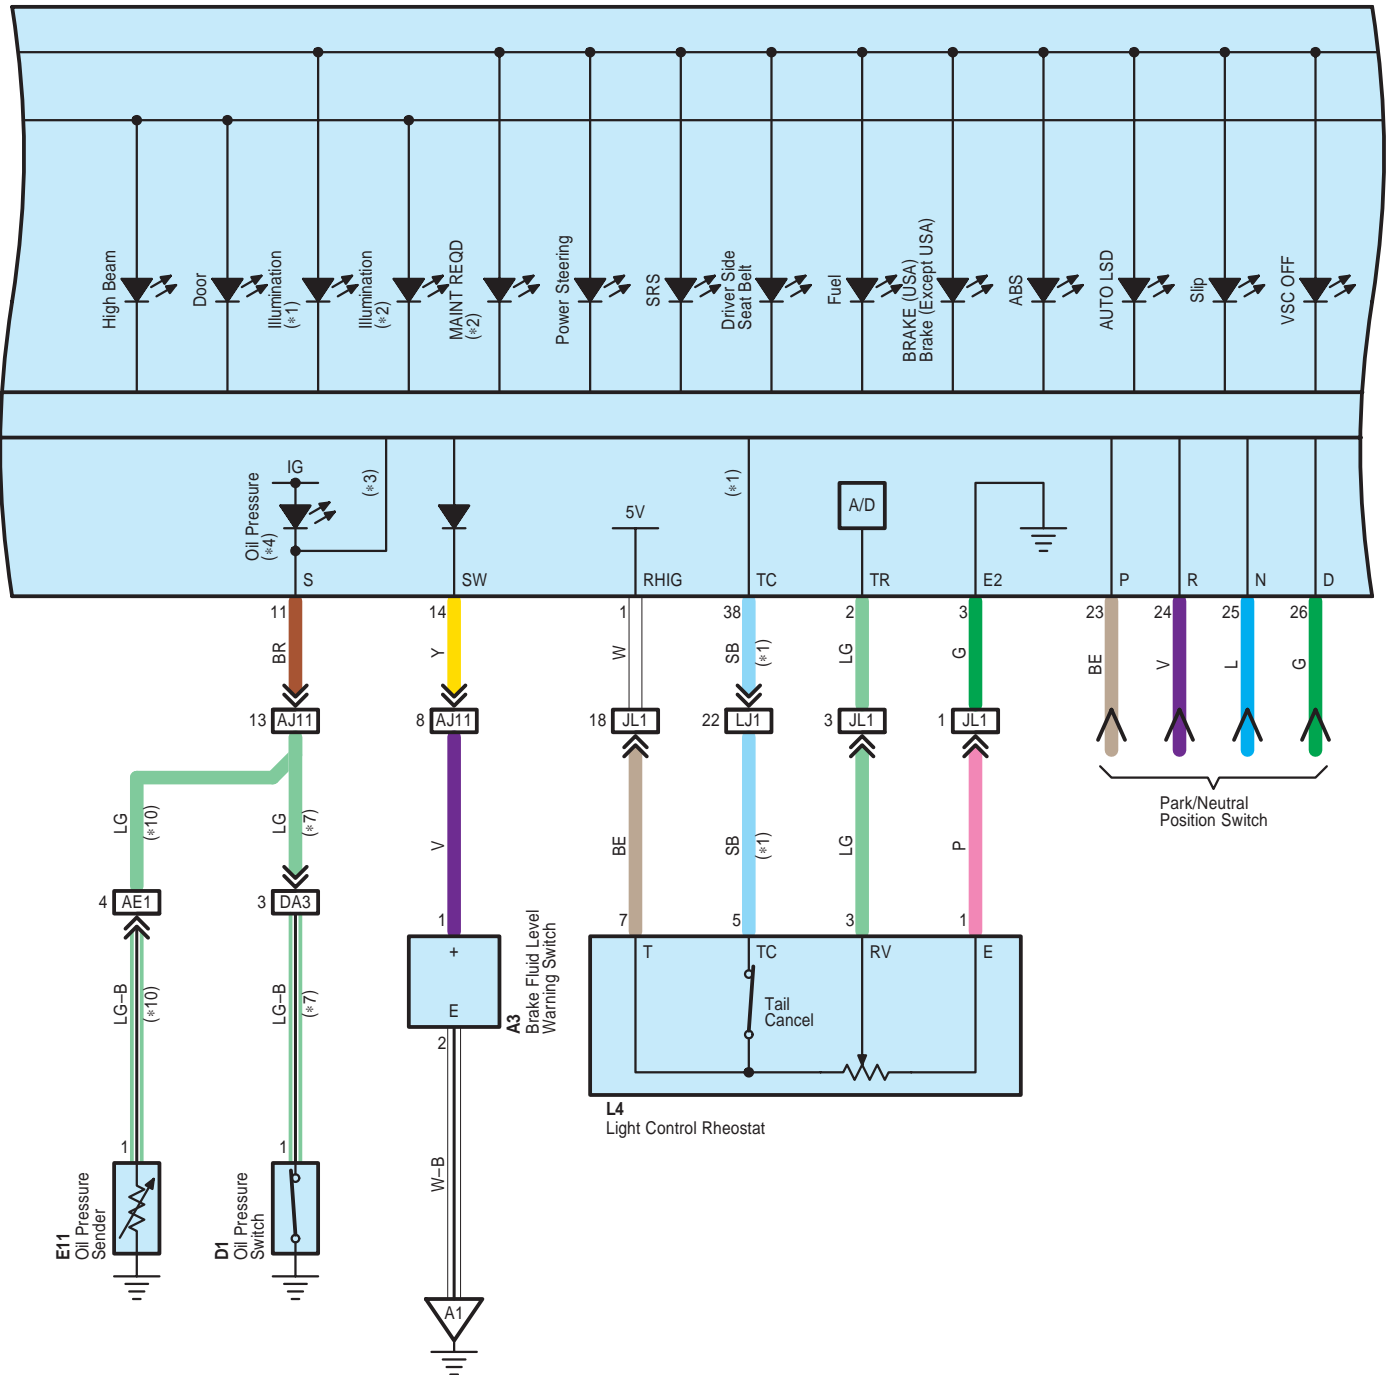 High Beam
Door
Illumination
(*1)
Illumination
(*2)
MAINT REQD
(*2)
Power Steering
SRS
Driver Side
Seat Belt
Fuel
BRAKE (USA)
Brake (Except USA)
ABS
AUTO LSD
Slip
VSC OFF
Oil Pressure
(*4)
IG
(*3)
5V
(*1)
A/D
S
SW
RHIG
TC
TR
E2
P
R
N
D
11
14
1
38
2
3
23
24
25
26
BR
Y
W
SB
(*1)
LG
G
BE
V
L
G
13
AJ11
8
AJ11
18
JL1
22
LJ1
3
JL1
1
JL1
Park/Neutral
Position Switch
LG
(*10)
LG
(*7)
V
BE
SB
(*1)
LG
P
4
AE1
3
DA3
1
7
5
3
1
+
E
A3
Brake Fluid Level
Warning Switch
T
TC
RV
E
Tail
Cancel
LG-B
(*10)
LG-B
(*7)
2
L4
Light Control Rheostat
1
1
W-B
E11
Oil Pressure
Sender
D1
Oil Pressure
Switch
A1